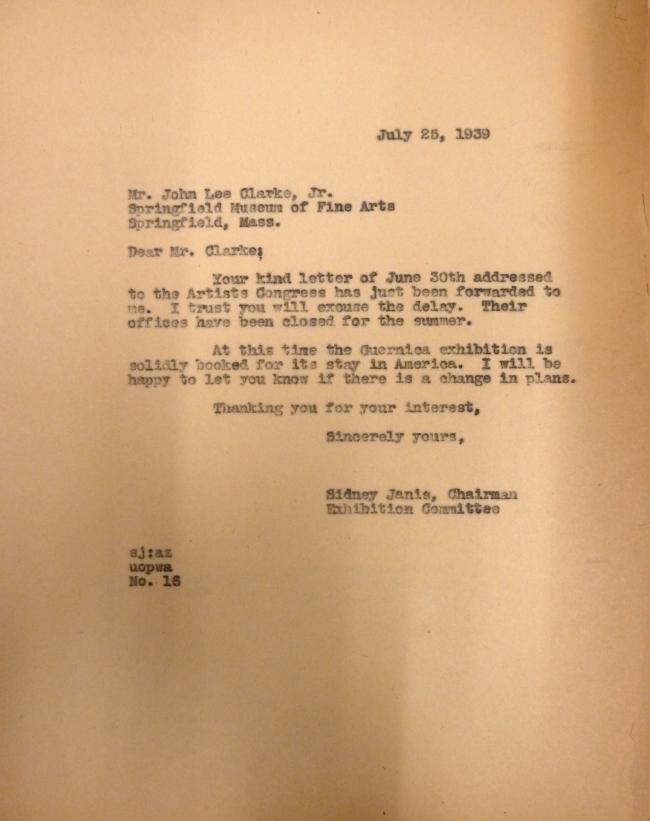 July 25, 1939
Mr. John Lee Clarke, Jr.
Springfield Museum of Fine Arts
Springfield, Mass.
Dear Mr. Clarke;
Your kind letter of June 30th addressed
to the Artists Congress has just been forwarded to
me. I trust you will excuse the delay. Their
offices have been closed for the summer.
At this time the Guernica exhibition is
solidly booked for its stay in America. I will be
happy to let you know if there is a change in plans.
Thanking you for your interest,
Sincerely yours,
Sidney Janis, Chairman
Exhibition Committee
sj:az
uopwa
No. 16